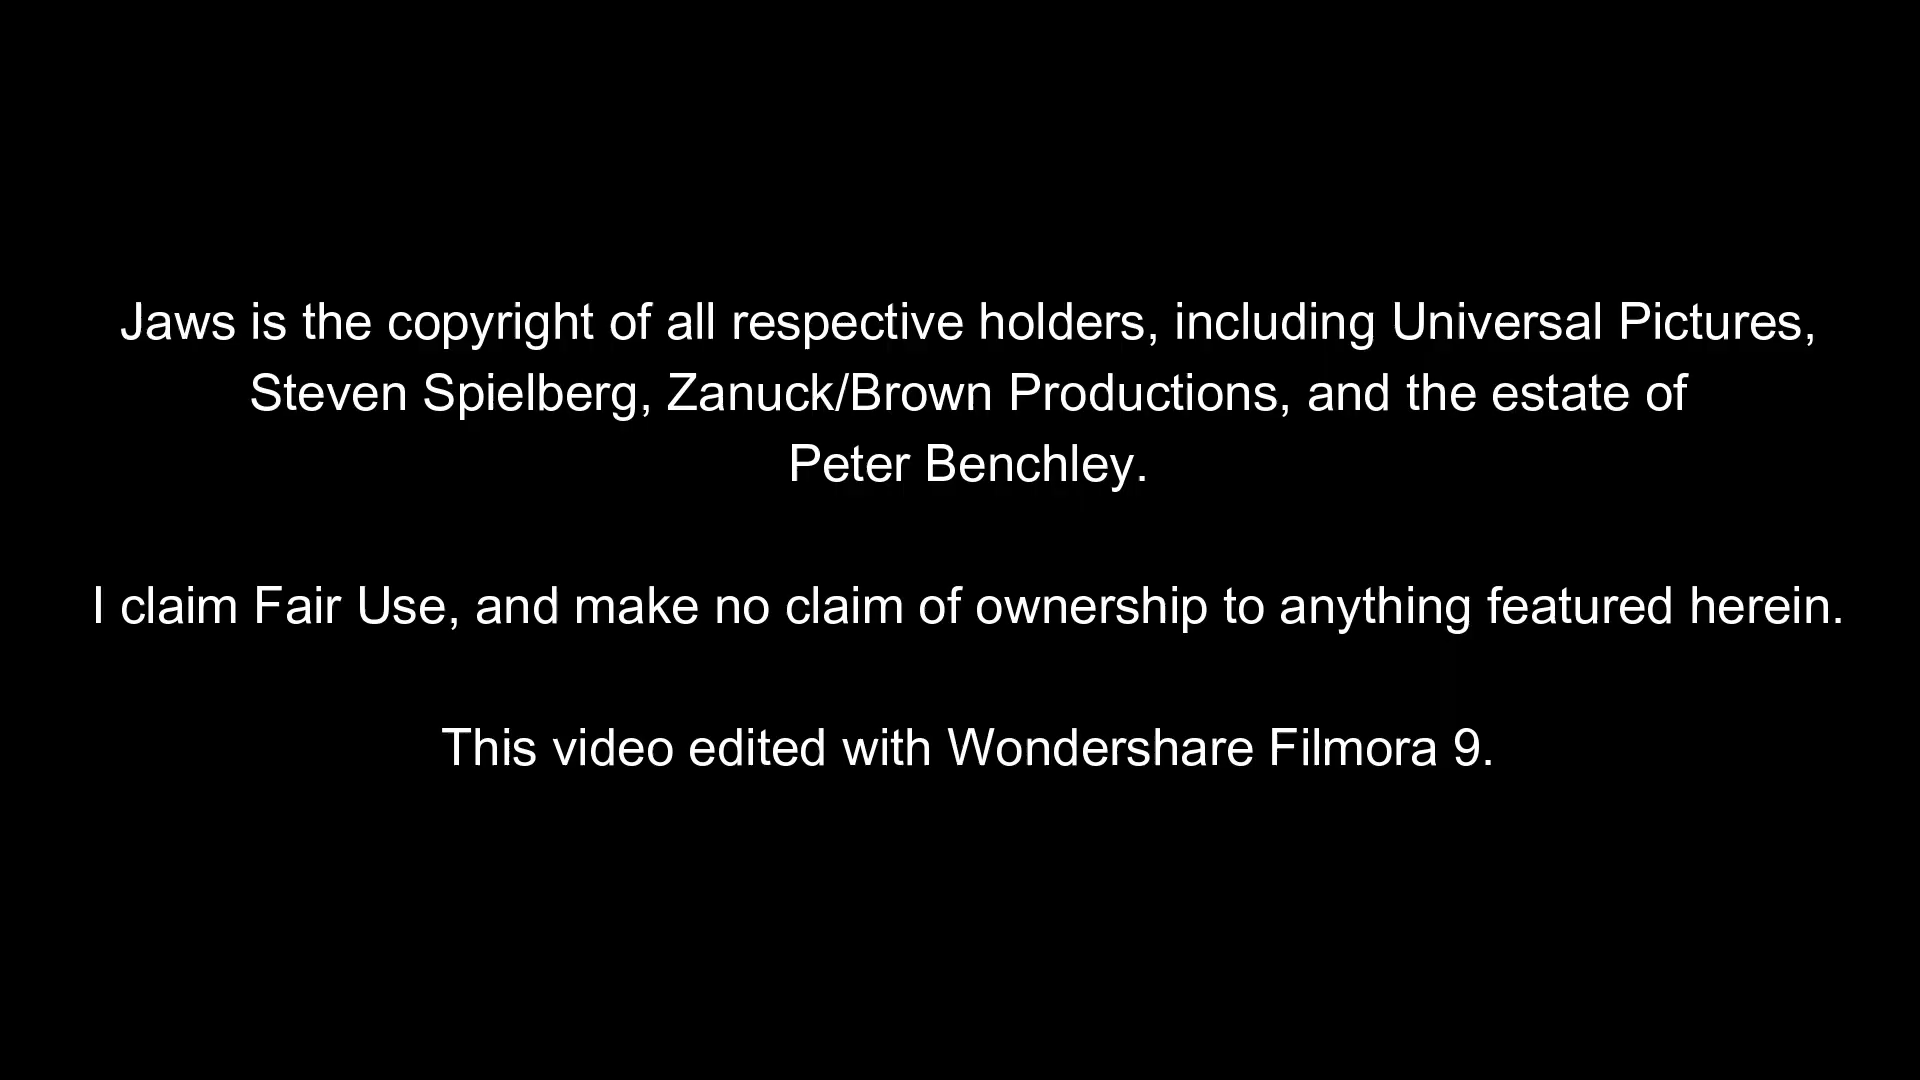 Jaws is the copyright of all respective holders, including Universal Pictures,
Steven Spielberg, Zanuck/Brown Productions, and the estate of
Peter Benchley.
I claim Fair Use, and make no claim of ownership to anything featured herein.
This video edited with Wondershare Filmora 9.